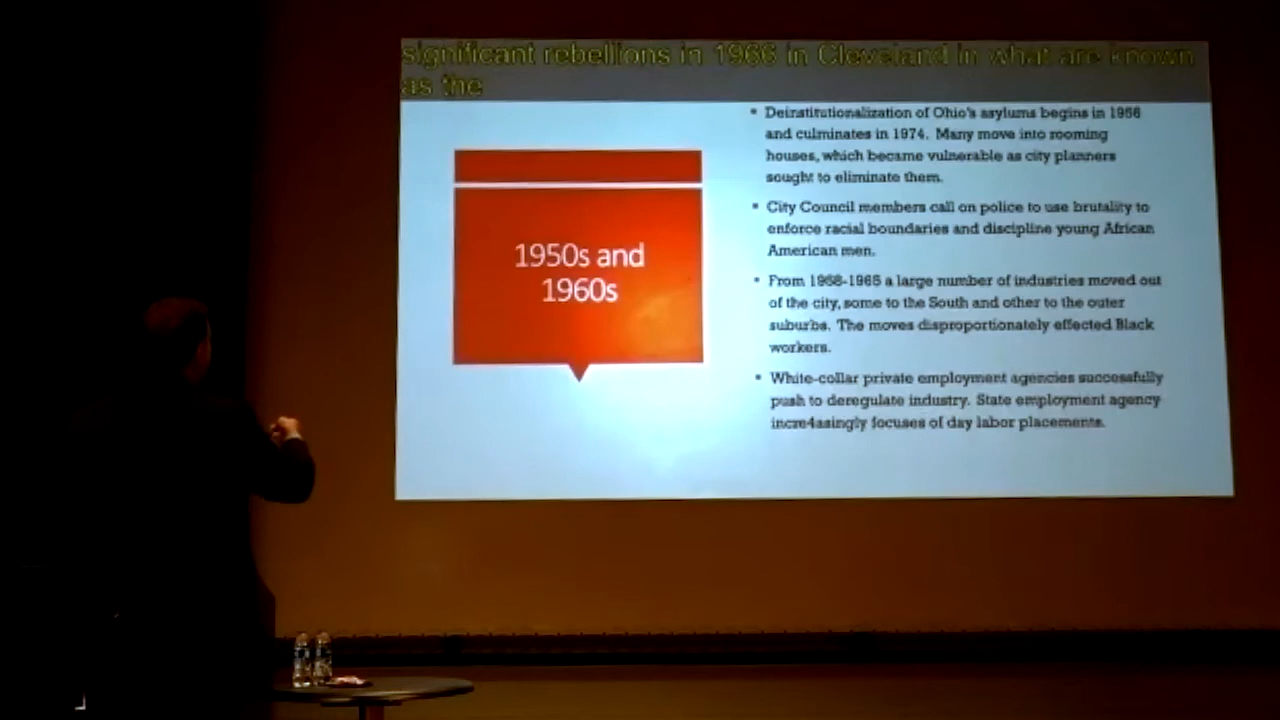 significant rebellions in 1966 in Cleveland in what are known
as the
1950s and
1960s
Deinstitutionalization of Ohio's asylums begins in 1956
and culminates in 1974. Many move into rooming
houses, which became vulnerable as city planners
sought to eliminate them.
City Council members call on police to use brutality to
enforce racial boundaries and discipline young African
American men.
From 1958-1965 a large number of industries moved out
of the city, some to the South and other to the outer
suburbs. The moves disproportionately effected Black
workers.
White-collar private employment agencies successfully
push to deregulate industry. State employment agency
incre4asingly focuses of day labor placements.